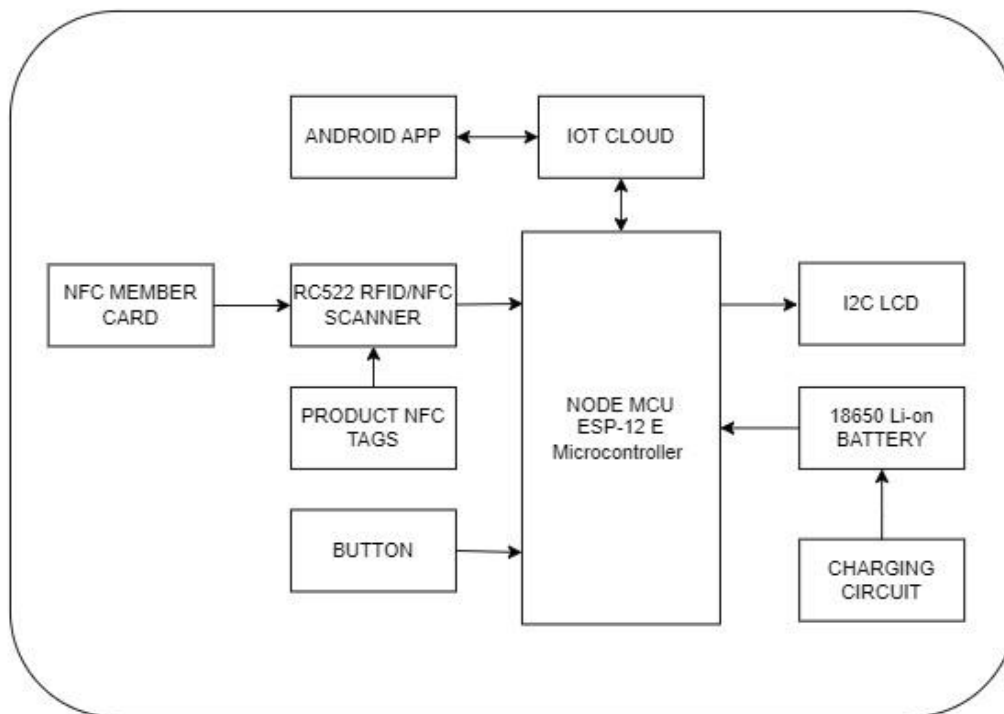 ANDROID APP
IOT CLOUD
NFC MEMBER
CARD
RC522 RFID/NFC
SCANNER
I2C LCD
PRODUCT NFC
TAGS
NODE MCU
ESP-12 E
Microcontroller
18650 Li-on
BATTERY
BUTTON
CHARGING
CIRCUIT